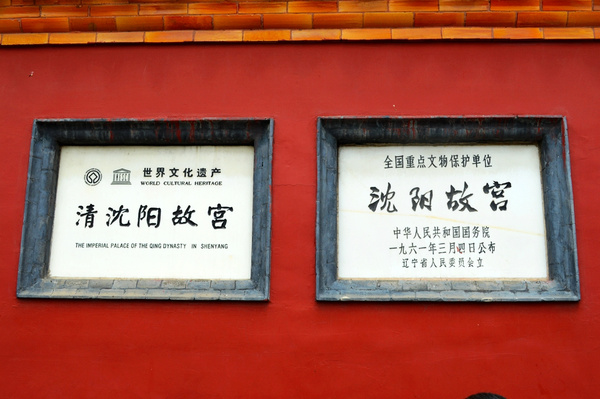 世界文化遗产
WORLD CULTURAL HERITAGE
清沈阳故宫
THE IMPERIAL PALACE OF THE QING DYNASTY IN SHENYANG
全国重点文物保护单位
沈阳故宫
中华人民共和国国务院
一九六一年三月四日公布
辽宁省人民委员会立